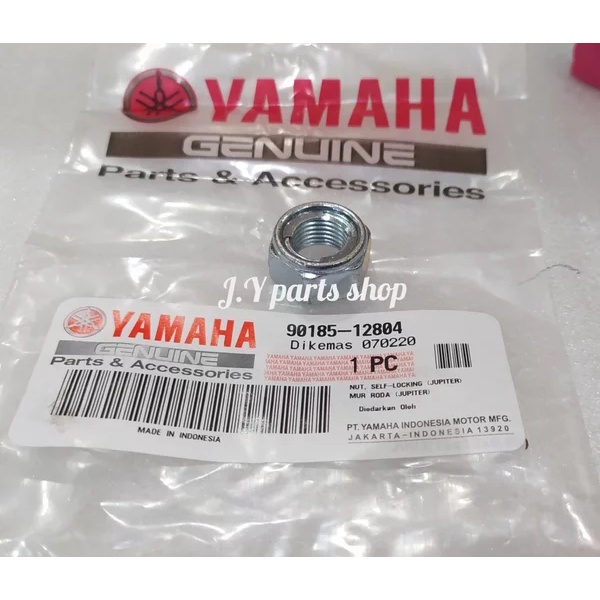 YAMAHA
GENUINE
Parts & Accessories
J.Y parts shop
YAMAHA
GENUINE
Parts & Accessories
MADE IN INDONESIA
90185-12804
Dikemas 070220
1 PC
NUT, SELF-LOCKING (JUPITER)
MUR RODA (JUPITER)
Diedarkan Oleh
PT. YAMAHA INDONESIA MOTOR MFG.
JAKARTA-INDONESIA 13920